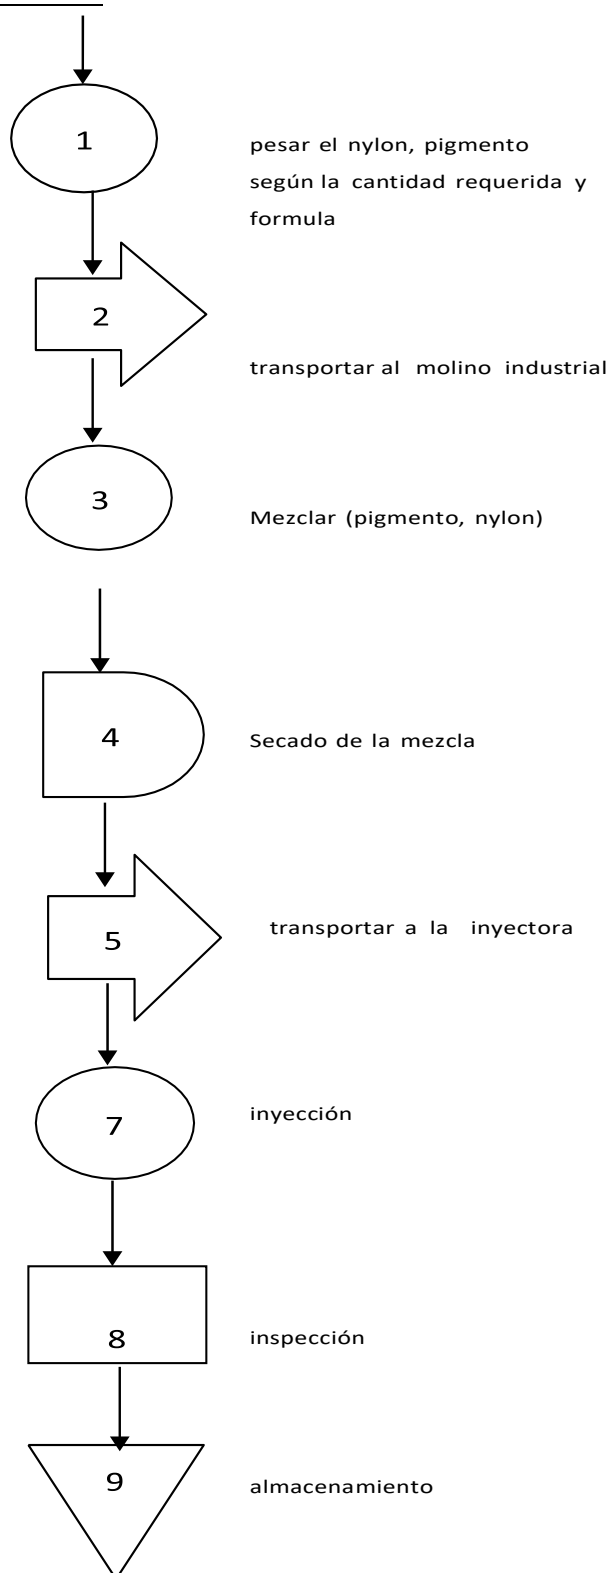 1
pesar el nylon, pigmento
según la cantidad requerida y
formula
2
transportar al molino industrial
3
Mezclar (pigmento, nylon)
4
Secado de la mezcla
5
transportar a la inyectora
7
inyección
8
inspección
9
almacenamiento